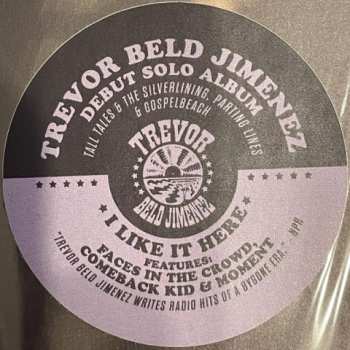 TREVOR BELD JIMENEZ
DEBUT SOLO ALBUM
TALL TALES & THE SILVERLINING, PARTING LINES
& GOSPELBEACH
TREVOR
BELD JIMENEZ
I LIKE IT HERE
FEATURES:
FACES IN THE CROWD,
COMEBACK KID & MOMENT
"TREVOR BELD JIMENEZ WRITES RADIO HITS OF A BYGONE ERA." NPR